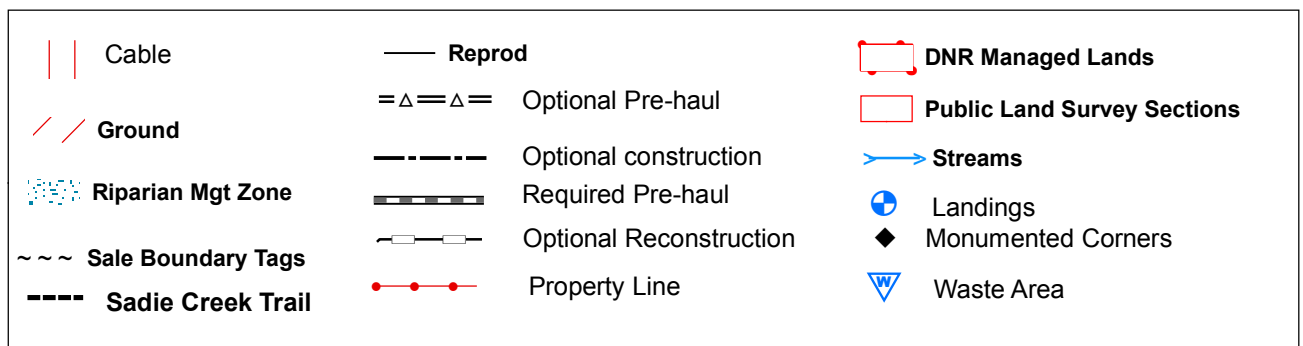 Cable
Ground
Riparian Mgt Zone
Sale Boundary Tags
Sadie Creek Trail
Reprod
Optional Pre-haul
Optional construction
Required Pre-haul
Optional Reconstruction
Property Line
DNR Managed Lands
Public Land Survey Sections
Streams
Landings
Monumented Corners
W
Waste Area